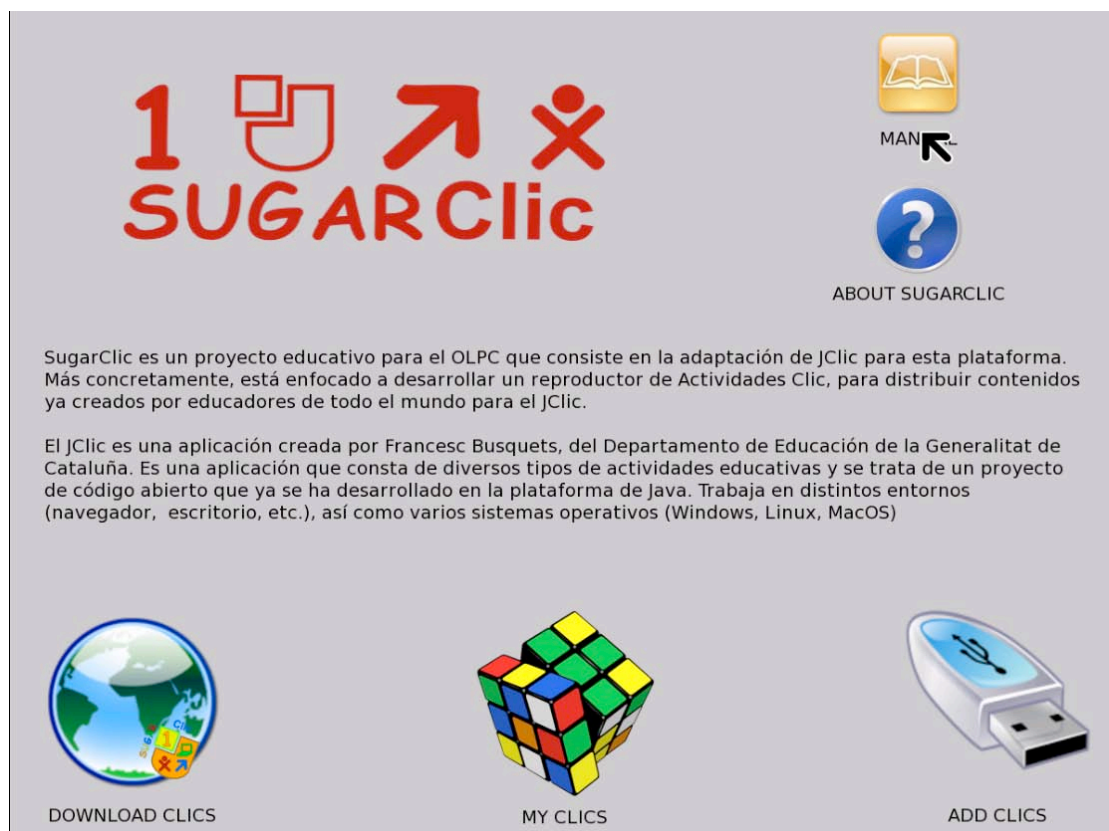 1
SUGARClic
MAN
ABOUT SUGARCLIC
SugarClic es un proyecto educativo para el OLPC que consiste en la adaptación de JClic para esta plataforma.
Más concretamente, está enfocado a desarrollar un reproductor de Actividades Clic, para distribuir contenidos
ya creados por educadores de todo el mundo para el JClic.
El JClic es una aplicación creada por Francesc Busquets, del Departamento de Educación de la Generalitat de
Cataluña. Es una aplicación que consta de diversos tipos de actividades educativas y se trata de un proyecto
de código abierto que ya se ha desarrollado en la plataforma de Java. Trabaja en distintos entornos
(navegador,  escritorio, etc.), así como varios sistemas operativos (Windows, Linux, MacOS)
DOWNLOAD CLICS
MY CLICS
ADD CLICS